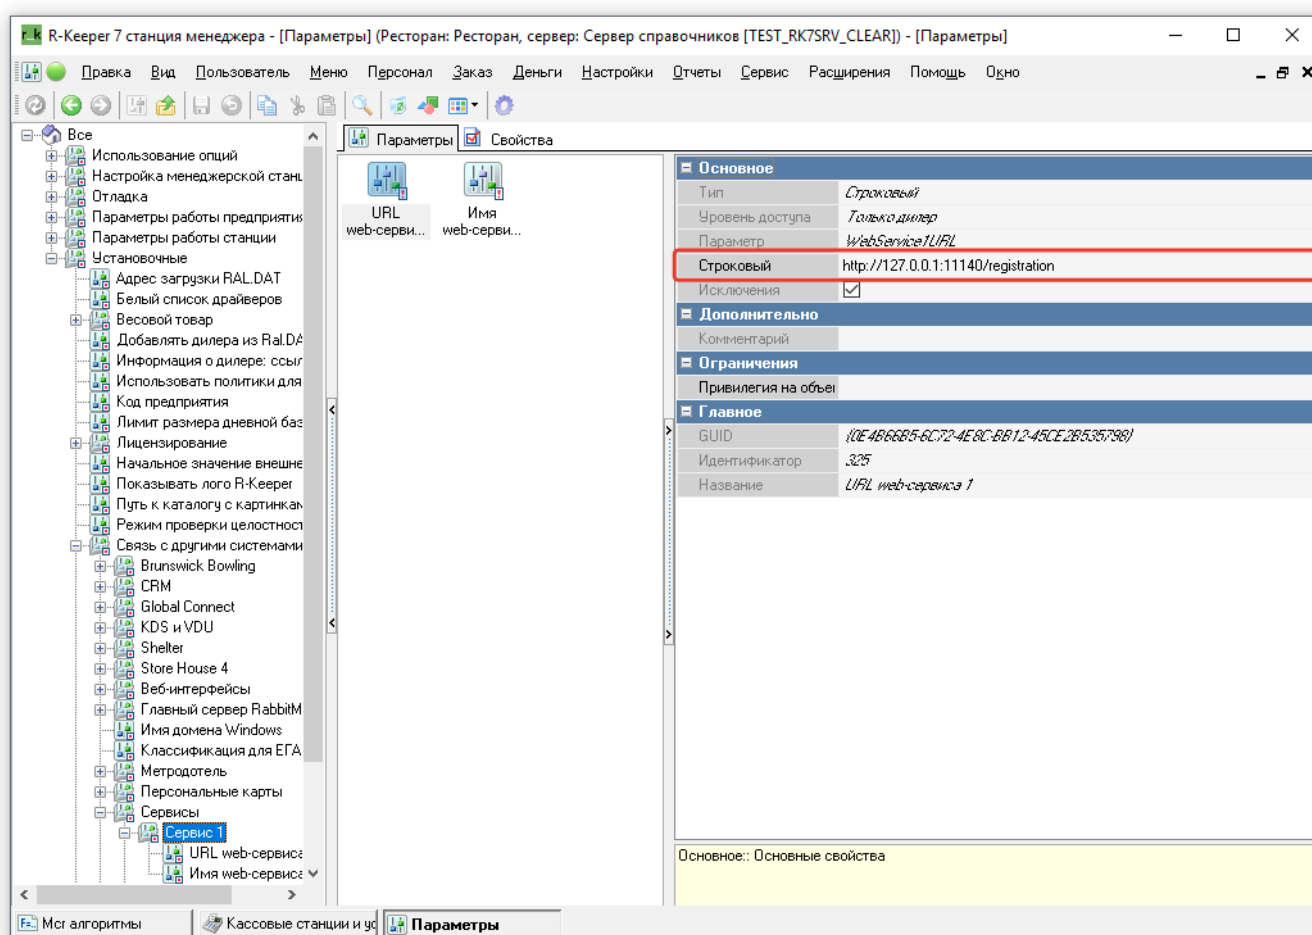 R-Keeper 7 станция менеджера - [Параметры] (Ресторан: Ресторан, сервер: Сервер справочников [TEST_RK7SRV_CLEAR]) - [Параметры]
Правка Вид Пользователь Меню Персонал Заказ Деньги Настройки Отчеты Сервис Расширения Помощь Окно
Все
Использование опций
Настройка менеджерской станц
Отладка
Параметры работы предприятия
Параметры работы станции
Установочные
Адрес загрузки RAL.DAT
Белый список драйверов
Весовой товар
Добавлять дилера из Ral.DA
Информация о дилере: ссыл
Использовать политики для
Код предприятия
Лимит размера дневной баз
Лицензирование
Начальное значение внешне
Показывать лого R-Keeper
Путь к каталогу с картинкам
Режим проверки целостност
Связь с другими системами
Brunswick Bowling
CRM
Global Connect
KDS и VDU
Shelter
Store House 4
Веб-интерфейсы
Главный сервер RabbitM
Имя домена Windows
Классификация для ЕГА
Метродотель
Персональные карты
Сервисы
Сервис 1
URL web-сервиса
Имя web-сервиса
Параметры Свойства
URL web-серви...
Имя web-серви...
Основное
Тип Строковый
Уровень доступа Только дилер
Параметр WebService1URL
Строковый http://127.0.0.1:11140/registration
Исключения
Дополнительно
Комментарий
Ограничения
Привилегия на объек
Главное
GUID {0E4B66B5-6C72-4E8C-BB12-45CE2B535798}
Идентификатор 325
Название URL web-сервиса 1
Основное:: Основные свойства
Mcr алгоритмы Кассовые станции и ус Параметры